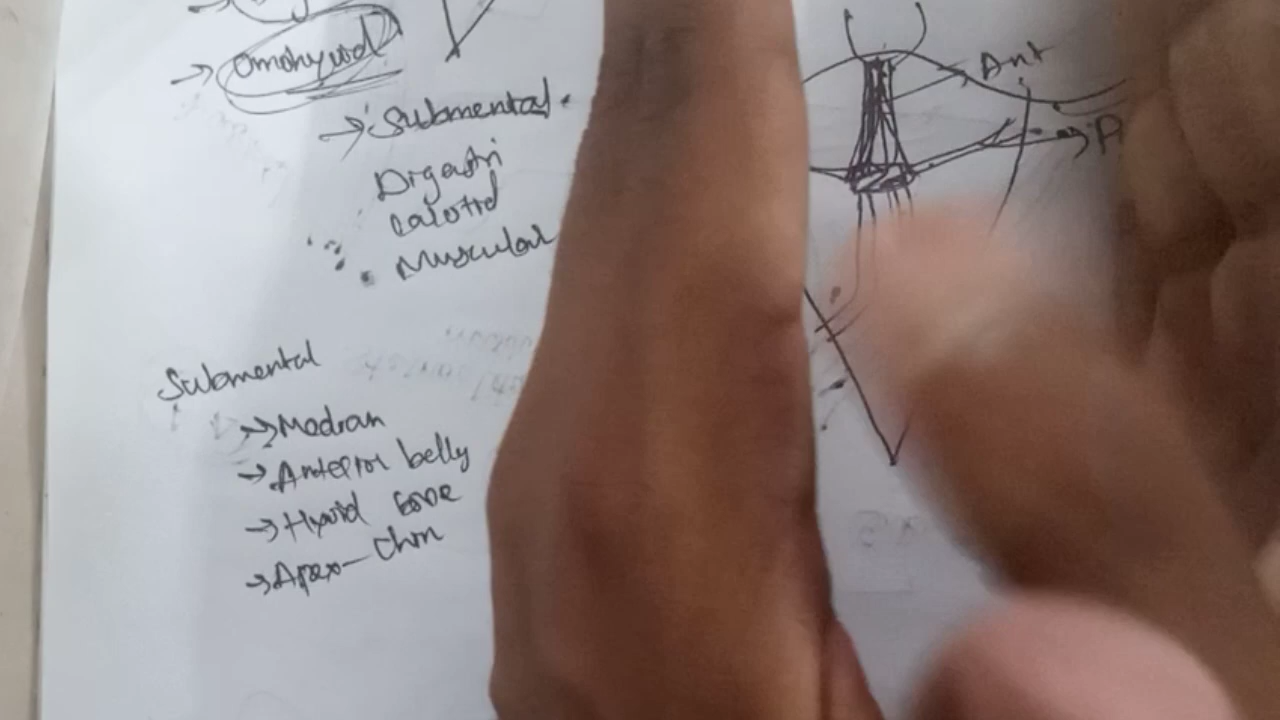 → Omohyoid
→ Submental
Digastri
Carotid
Muscular
Submental
→ Median
→ Anterior belly
→ Hyoid bone
→ Apex - Chin
Ant